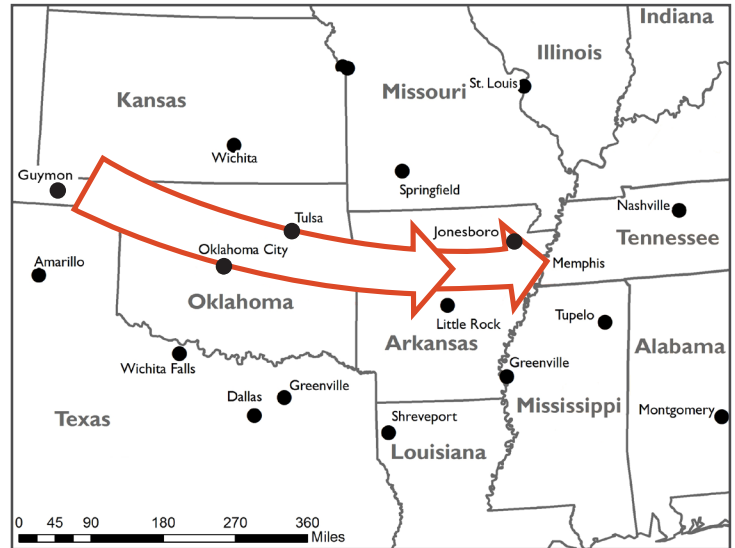 Indiana
Illinois
Kansas
Missouri
St. Louis
Wichita
Guymon
Springfield
Nashville
Tulsa
Jonesboro
Tennessee
Oklahoma City
Amarillo
Memphis
Oklahoma
Tupelo
Little Rock
Arkansas
Alabama
Wichita Falls
Greenville
Dallas
Greenville
Mississippi
Montgomery
Texas
Shreveport
Louisiana
0 45 90 180 270 360
Miles